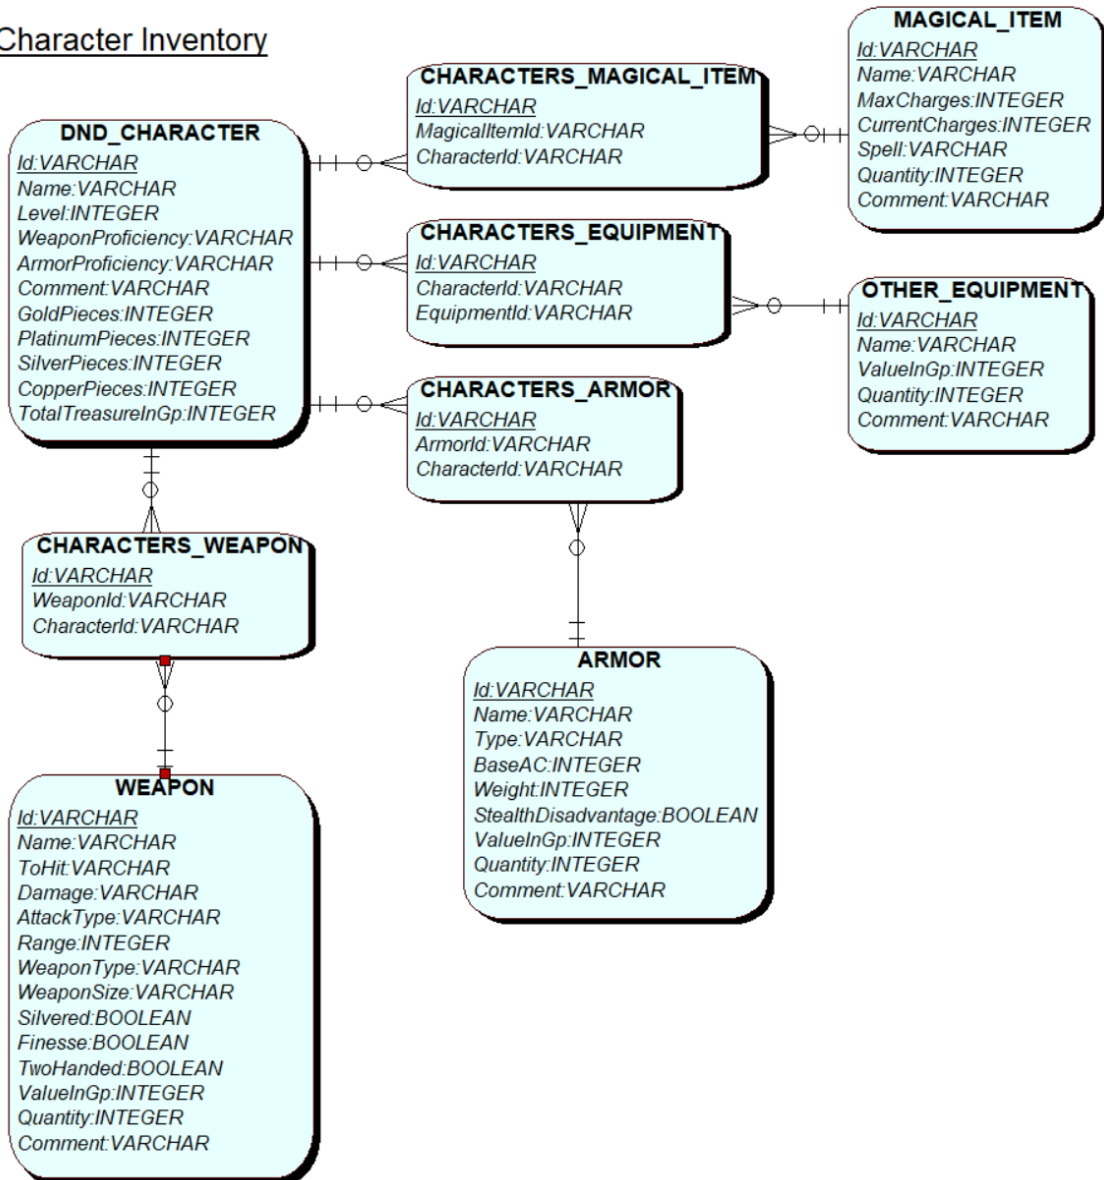 Character Inventory
DND_CHARACTER
Id:VARCHAR
Name:VARCHAR
Level:INTEGER
WeaponProficiency:VARCHAR
ArmorProficiency:VARCHAR
Comment:VARCHAR
GoldPieces:INTEGER
PlatinumPieces:INTEGER
SilverPieces:INTEGER
CopperPieces:INTEGER
TotalTreasureInGp:INTEGER
CHARACTERS_MAGICAL_ITEM
Id:VARCHAR
MagicalItemId:VARCHAR
CharacterId:VARCHAR
MAGICAL_ITEM
Id:VARCHAR
Name:VARCHAR
MaxCharges:INTEGER
CurrentCharges:INTEGER
Spell:VARCHAR
Quantity:INTEGER
Comment:VARCHAR
CHARACTERS_EQUIPMENT
Id:VARCHAR
CharacterId:VARCHAR
EquipmentId:VARCHAR
OTHER_EQUIPMENT
Id:VARCHAR
Name:VARCHAR
ValueInGp:INTEGER
Quantity:INTEGER
Comment:VARCHAR
CHARACTERS_ARMOR
Id:VARCHAR
ArmorId:VARCHAR
CharacterId:VARCHAR
CHARACTERS_WEAPON
Id:VARCHAR
WeaponId:VARCHAR
CharacterId:VARCHAR
ARMOR
Id:VARCHAR
Name:VARCHAR
Type:VARCHAR
BaseAC:INTEGER
Weight:INTEGER
StealthDisadvantage:BOOLEAN
ValueInGp:INTEGER
Quantity:INTEGER
Comment:VARCHAR
WEAPON
Id:VARCHAR
Name:VARCHAR
ToHit:VARCHAR
Damage:VARCHAR
AttackType:VARCHAR
Range:INTEGER
WeaponType:VARCHAR
WeaponSize:VARCHAR
Silvered:BOOLEAN
Finesse:BOOLEAN
TwoHanded:BOOLEAN
ValueInGp:INTEGER
Quantity:INTEGER
Comment:VARCHAR